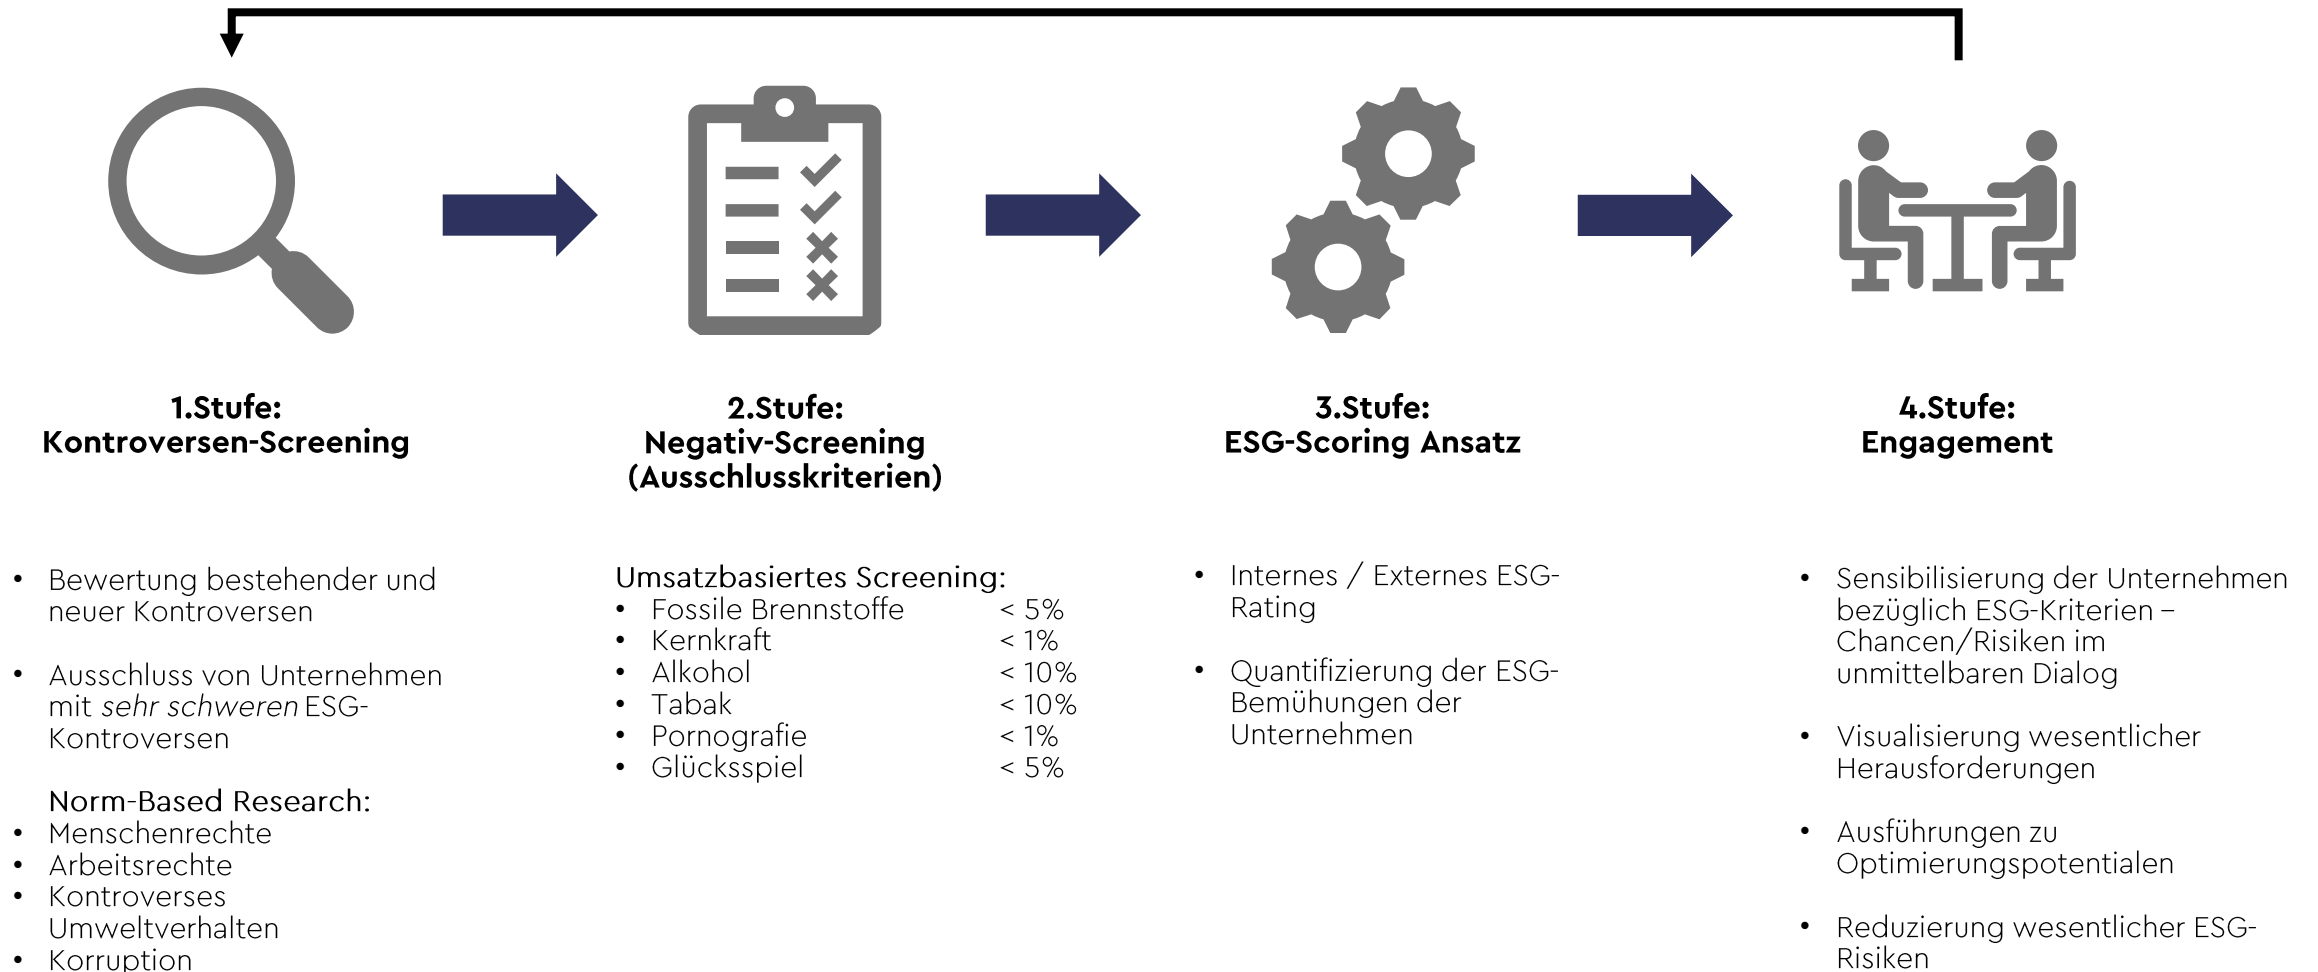 1.Stufe:
Kontroversen-Screening
• Bewertung bestehender und
neuer Kontroversen
• Ausschluss von Unternehmen
mit sehr schweren ESG-
Kontroversen
Norm-Based Research:
• Menschenrechte
• Arbeitsrechte
• Kontroverses
Umweltverhalten
• Korruption
2.Stufe:
Negativ-Screening
(Ausschlusskriterien)
Umsatzbasiertes Screening:
• Fossile Brennstoffe < 5%
• Kernkraft < 1%
• Alkohol < 10%
• Tabak < 10%
• Pornografie < 1%
• Glücksspiel < 5%
3.Stufe:
ESG-Scoring Ansatz
• Internes / Externes ESG-
Rating
• Quantifizierung der ESG-
Bemühungen der
Unternehmen
4.Stufe:
Engagement
• Sensibilisierung der Unternehmen
bezüglich ESG-Kriterien –
Chancen/Risiken im
unmittelbaren Dialog
• Visualisierung wesentlicher
Herausforderungen
• Ausführungen zu
Optimierungspotentialen
• Reduzierung wesentlicher ESG-
Risiken